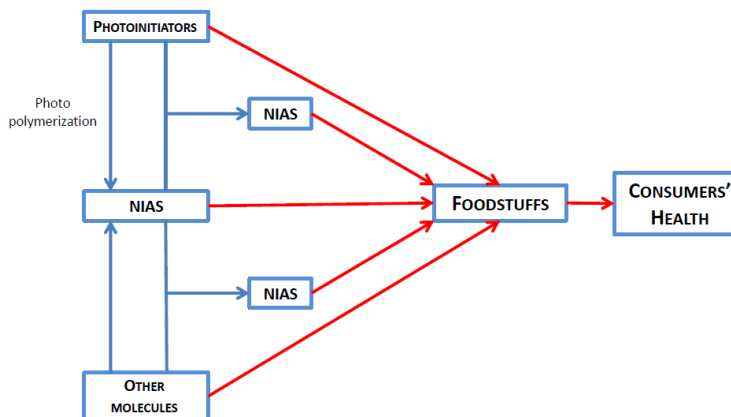 PHOTOINITIATORS
Photo
polymerization
NIAS
NIAS
FOODSTUFFS
CONSUMERS'
HEALTH
NIAS
OTHER
MOLECULES